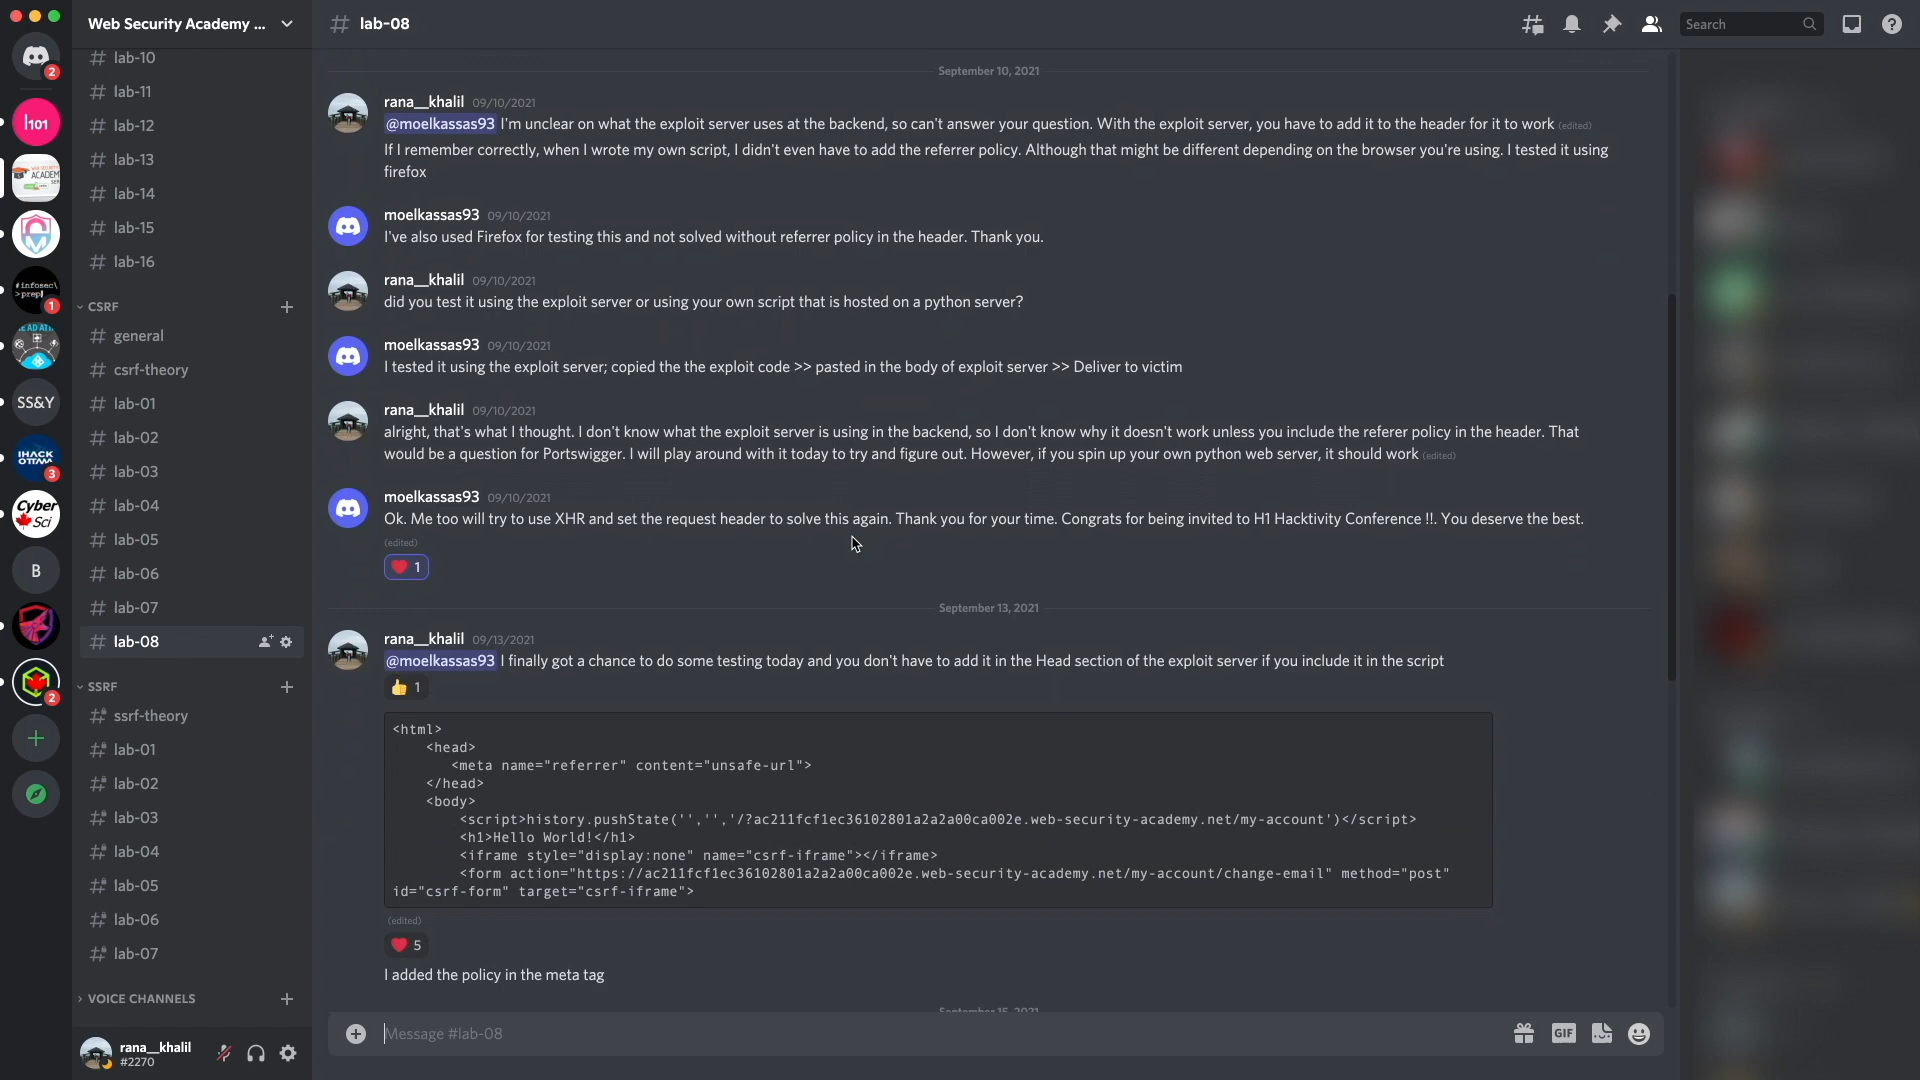 Web Security Academy ...
lab-08
Search
2
l101
ACADEM
#infosec\
>prep|
1
SS&Y
IHACK
3
Cyber
Sci
B
2
lab-10
lab-11
lab-12
lab-13
lab-14
lab-15
lab-16
CSRF
general
csrf-theory
lab-01
lab-02
lab-03
lab-04
lab-05
lab-06
lab-07
lab-08
SSRF
ssrf-theory
lab-01
lab-02
lab-03
lab-04
lab-05
lab-06
lab-07
VOICE CHANNELS
rana__khalil
#2270
September 10, 2021
rana__khalil 09/10/2021
@moelkassas93 I'm unclear on what the exploit server uses at the backend, so can't answer your question. With the exploit server, you have to add it to the header for it to work (edited)
If I remember correctly, when I wrote my own script, I didn't even have to add the referrer policy. Although that might be different depending on the browser you're using. I tested it using
firefox
moelkassas93 09/10/2021
I've also used Firefox for testing this and not solved without referrer policy in the header. Thank you.
rana__khalil 09/10/2021
did you test it using the exploit server or using your own script that is hosted on a python server?
moelkassas93 09/10/2021
I tested it using the exploit server; copied the the exploit code >> pasted in the body of exploit server >> Deliver to victim
rana__khalil 09/10/2021
alright, that's what I thought. I don't know what the exploit server is using in the backend, so I don't know why it doesn't work unless you include the referer policy in the header. That
would be a question for Portswigger. I will play around with it today to try and figure out. However, if you spin up your own python web server, it should work (edited)
moelkassas93 09/10/2021
Ok. Me too will try to use XHR and set the request header to solve this again. Thank you for your time. Congrats for being invited to H1 Hacktivity Conference !!. You deserve the best.
(edited)
❤️ 1
September 13, 2021
rana__khalil 09/13/2021
@moelkassas93 I finally got a chance to do some testing today and you don't have to add it in the Head section of the exploit server if you include it in the script
👍 1
<html>
<head>
<meta name="referrer" content="unsafe-url">
</head>
<body>
<script>history.pushState('','','/?ac211fcf1ec36102801a2a2a00ca002e.web-security-academy.net/my-account')</script>
<h1>Hello World!</h1>
<iframe style="display:none" name="csrf-iframe"></iframe>
<form action="https://ac211fcf1ec36102801a2a2a00ca002e.web-security-academy.net/my-account/change-email" method="post"
id="csrf-form" target="csrf-iframe">
(edited)
❤️ 5
I added the policy in the meta tag
September 15, 2021
Message #lab-08
GIF